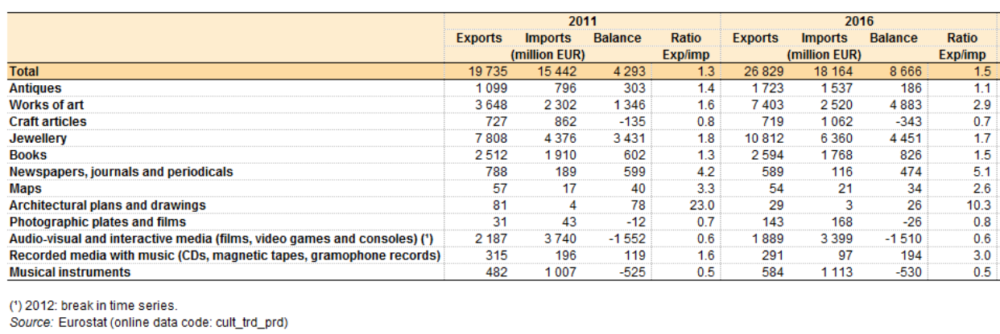 2011 2016
Exports Imports Balance Ratio Exports Imports Balance Ratio
(million EUR) Exp/imp (million EUR) Exp/imp
Total 19 735 15 442 4 293 1.3 26 829 18 164 8 666 1.5
Antiques 1 099 796 303 1.4 1 723 1 537 186 1.1
Works of art 3 648 2 302 1 346 1.6 7 403 2 520 4 883 2.9
Craft articles 727 862 -135 0.8 719 1 062 -343 0.7
Jewellery 7 808 4 376 3 431 1.8 10 812 6 360 4 451 1.7
Books 2 512 1 910 602 1.3 2 594 1 768 826 1.5
Newspapers, journals and periodicals 788 189 599 4.2 589 116 474 5.1
Maps 57 17 40 3.3 54 21 34 2.6
Architectural plans and drawings 81 4 78 23.0 29 3 26 10.3
Photographic plates and films 31 43 -12 0.7 143 168 -26 0.8
Audio-visual and interactive media (films, video games and consoles) (¹) 2 187 3 740 -1 552 0.6 1 889 3 399 -1 510 0.6
Recorded media with music (CDs, magnetic tapes, gramophone records) 315 196 119 1.6 291 97 194 3.0
Musical instruments 482 1 007 -525 0.5 584 1 113 -530 0.5
(¹) 2012: break in time series.
Source: Eurostat (online data code: cult_trd_prd)